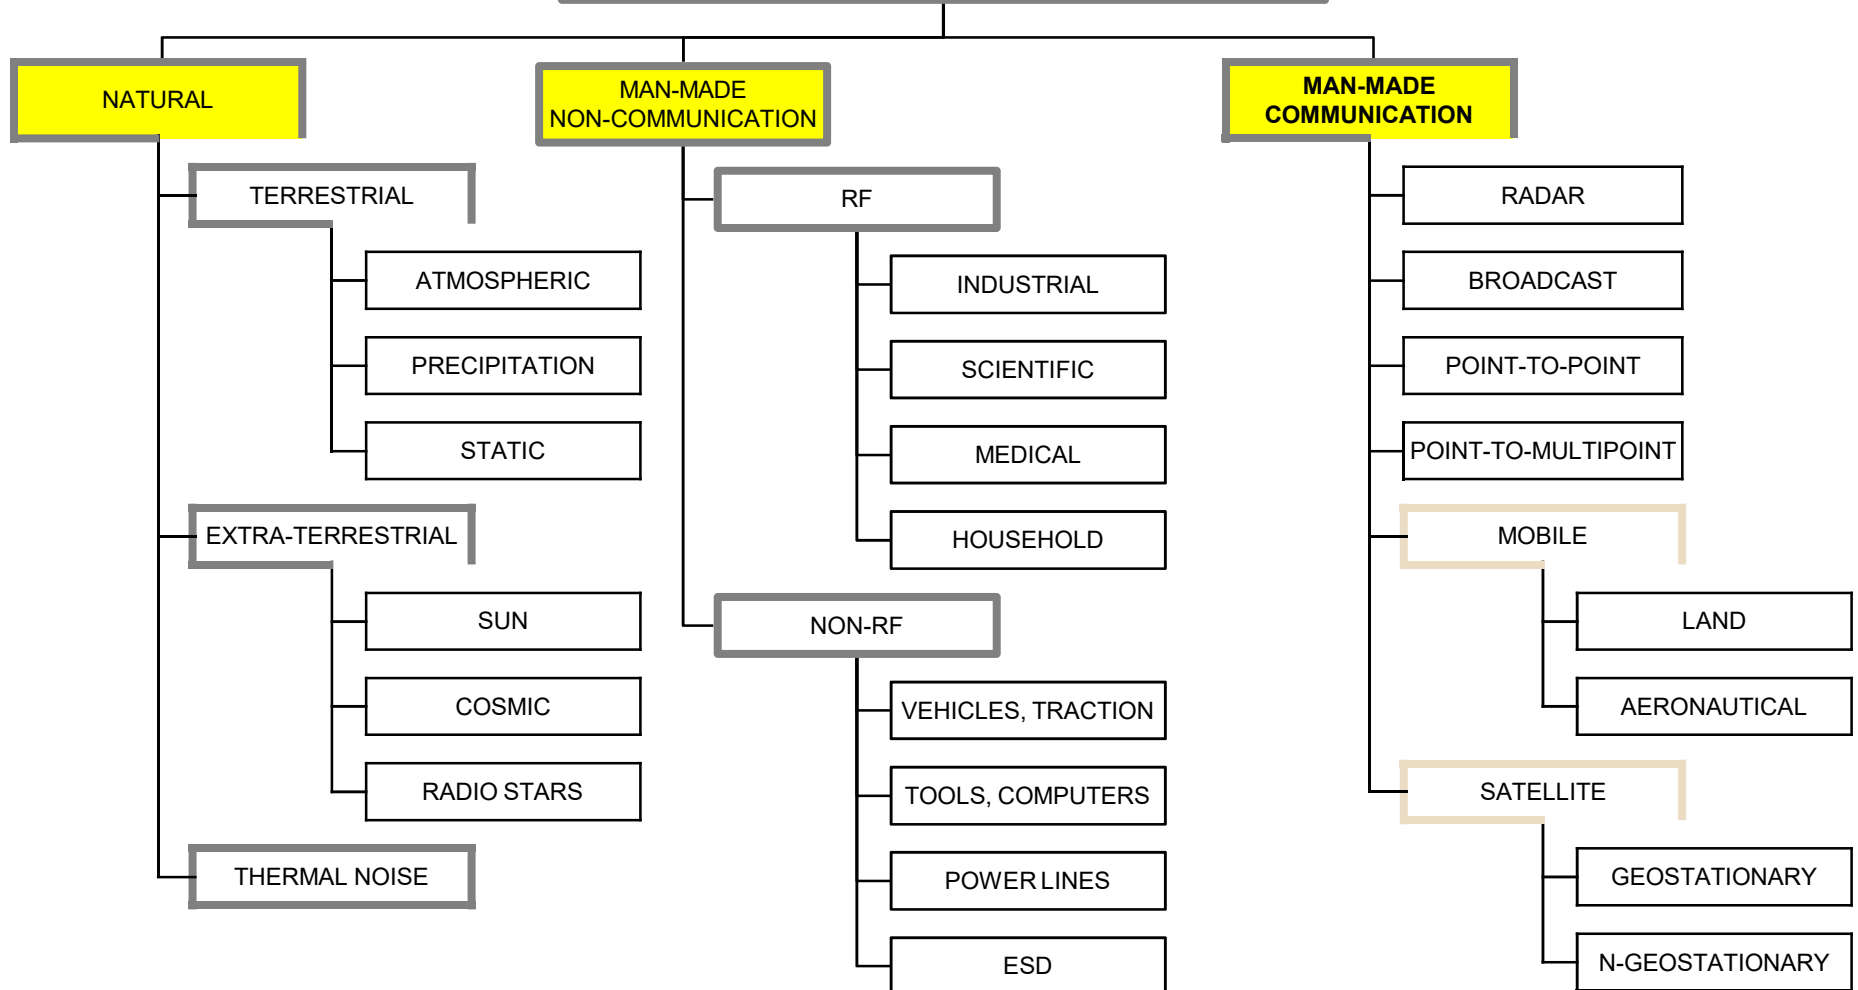 NATURAL
TERRESTRIAL
ATMOSPHERIC
PRECIPITATION
STATIC
EXTRA-TERRESTRIAL
SUN
COSMIC
RADIO STARS
THERMAL NOISE
MAN-MADE
NON-COMMUNICATION
RF
INDUSTRIAL
SCIENTIFIC
MEDICAL
HOUSEHOLD
NON-RF
VEHICLES, TRACTION
TOOLS, COMPUTERS
POWER LINES
ESD
MAN-MADE
COMMUNICATION
RADAR
BROADCAST
POINT-TO-POINT
POINT-TO-MULTIPOINT
MOBILE
LAND
AERONAUTICAL
SATELLITE
GEOSTATIONARY
N-GEOSTATIONARY